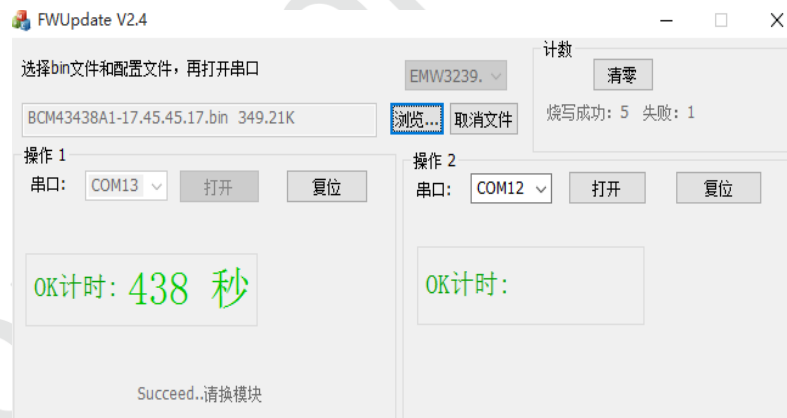 FWUpdate V2.4
选择bin文件和配置文件，再打开串口
EMW3239.
计数
清零
BCM43438A1-17.45.45.17.bin 349.21K
浏览... 取消文件
烧写成功: 5 失败: 1
操作 1
串口: COM13 打开 复位
OK计时: 438 秒
Succeed..请换模块
操作 2
串口: COM12 打开 复位
OK计时: